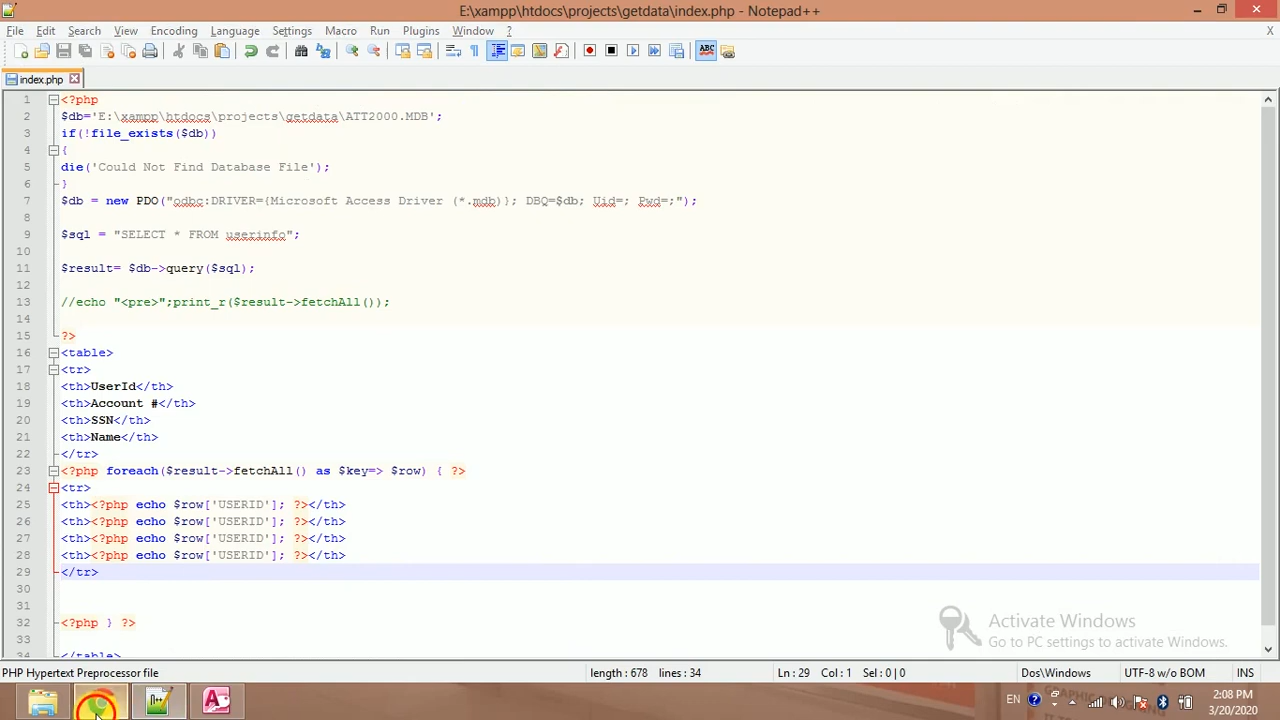 E:\xampp\htdocs\projects\getdata\index.php - Notepad++
File Edit Search View Encoding Language Settings Macro Run Plugins Window ? X
index.php
1 <?php
2 $db='E:\xampp\htdocs\projects\getdata\ATT2000.MDB';
3 if(!file_exists($db))
4 {
5 die('Could Not Find Database File');
6 }
7 $db = new PDO("odbc:DRIVER={Microsoft Access Driver (*.mdb)}; DBQ=$db; Uid=; Pwd=;");
8
9 $sql = "SELECT * FROM userinfo";
10
11 $result= $db->query($sql);
12
13 //echo "<pre>";print_r($result->fetchAll());
14
15 ?>
16 <table>
17 <tr>
18 <th>UserId</th>
19 <th>Account #</th>
20 <th>SSN</th>
21 <th>Name</th>
22 </tr>
23 <?php foreach($result->fetchAll() as $key=> $row) { ?>
24 <tr>
25 <th><?php echo $row['USERID']; ?></th>
26 <th><?php echo $row['USERID']; ?></th>
27 <th><?php echo $row['USERID']; ?></th>
28 <th><?php echo $row['USERID']; ?></th>
29 </tr>
30
31
32 <?php } ?>
33
34 </table>
Activate Windows
Go to PC settings to activate Windows.
PHP Hypertext Preprocessor file length : 678 lines : 34 Ln : 29 Col : 1 Sel : 0 | 0 Dos\Windows UTF-8 w/o BOM INS
EN 2:08 PM
3/20/2020